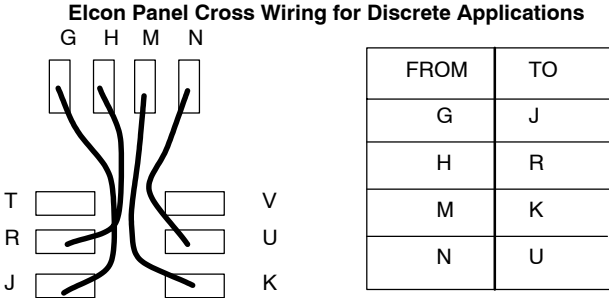 Elcon Panel Cross Wiring for Discrete Applications
G H M N
T V
R U
J K
FROM TO
G J
H R
M K
N U